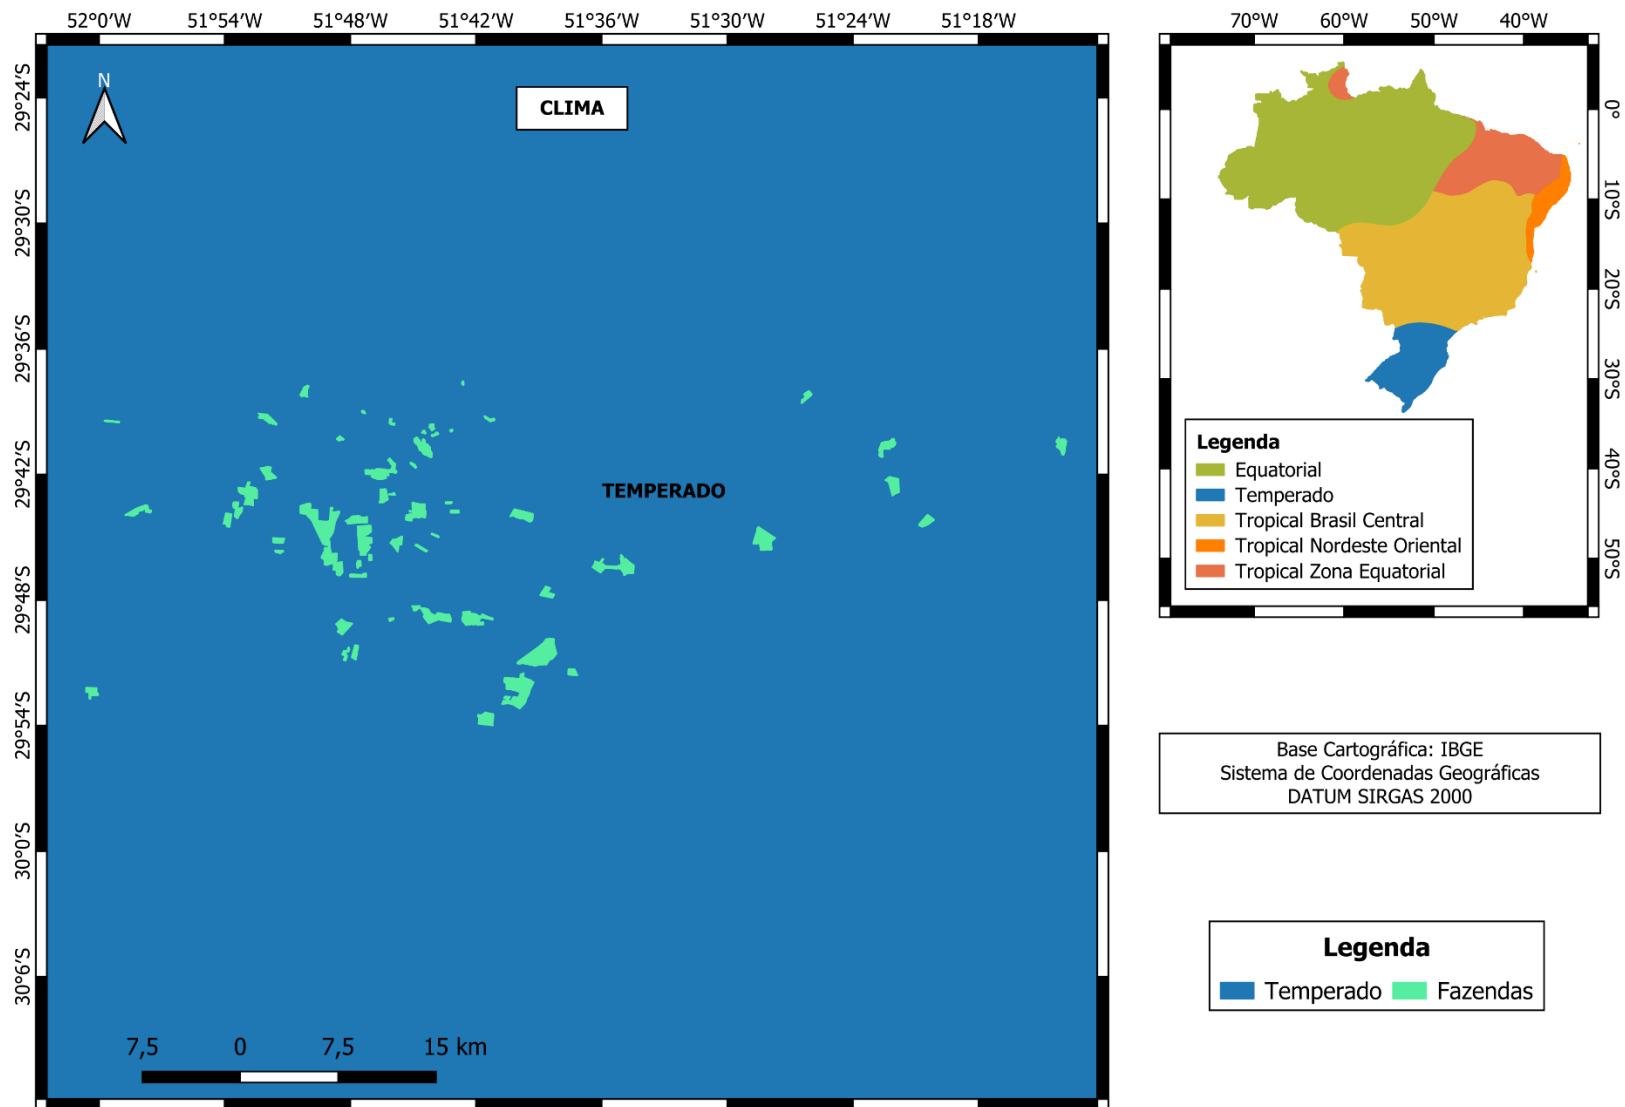 52°0′W 51°54′W 51°48′W 51°42′W 51°36′W 51°30′W 51°24′W 51°18′W
70°W 60°W 50°W 40°W
N
CLIMA
29°24′S
29°30′S
29°36′S
29°42′S
29°48′S
29°54′S
30°0′S
30°6′S
TEMPERADO
7,5 0 7,5 15 km
0°
10°S
20°S
30°S
40°S
50°S
Legenda
Equatorial
Temperado
Tropical Brasil Central
Tropical Nordeste Oriental
Tropical Zona Equatorial
Base Cartográfica: IBGE
Sistema de Coordenadas Geográficas
DATUM SIRGAS 2000
Legenda
Temperado Fazendas